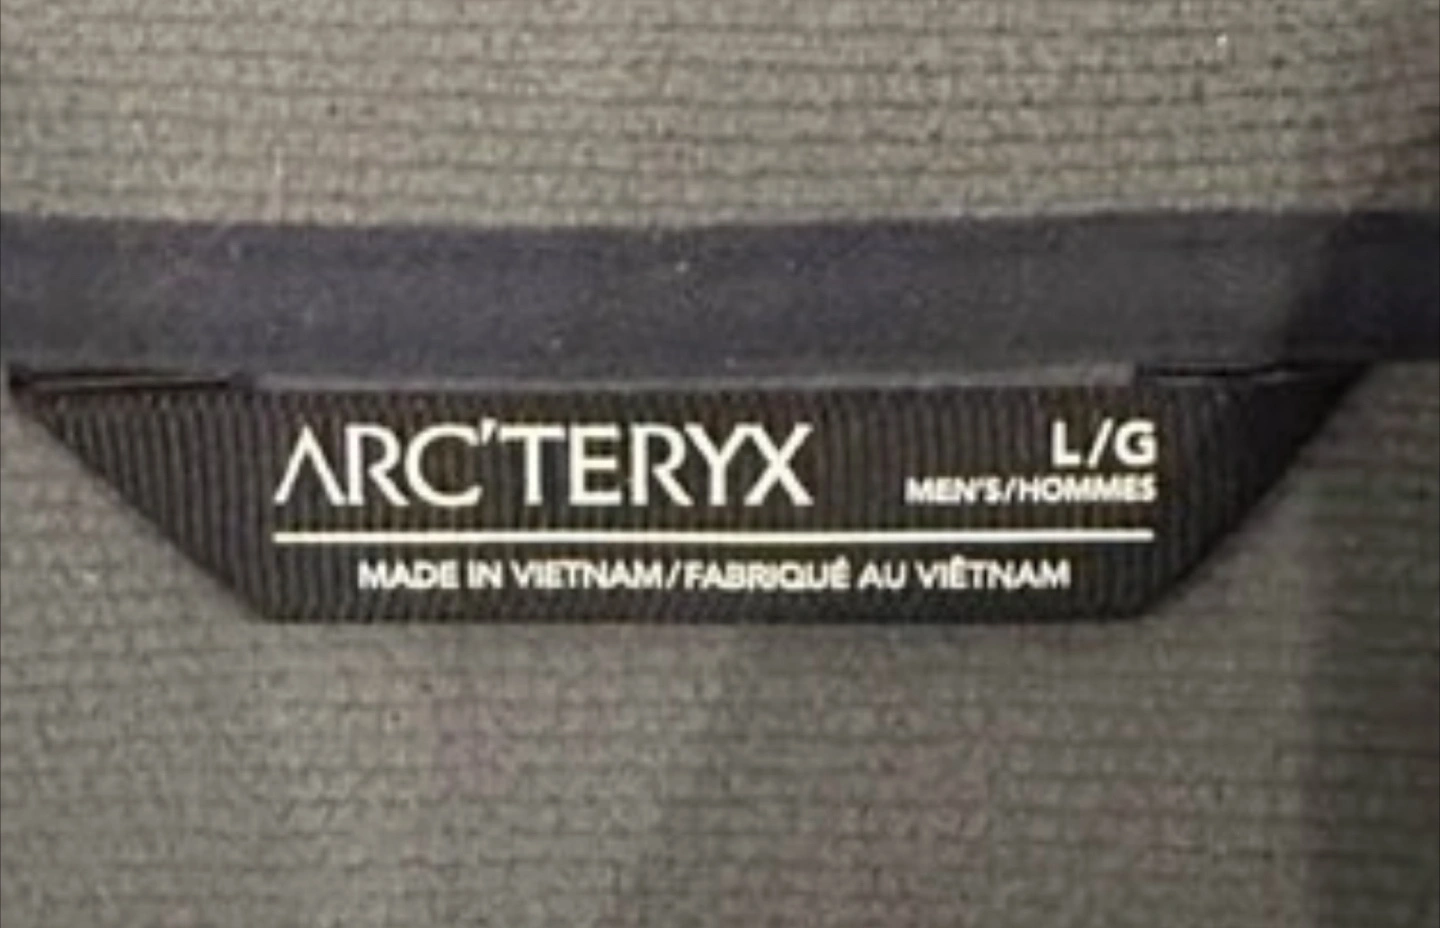 ARC'TERYX
L/G
MEN'S/HOMMES
MADE IN VIETNAM/FABRIQUÉ AU VIÊTNAM